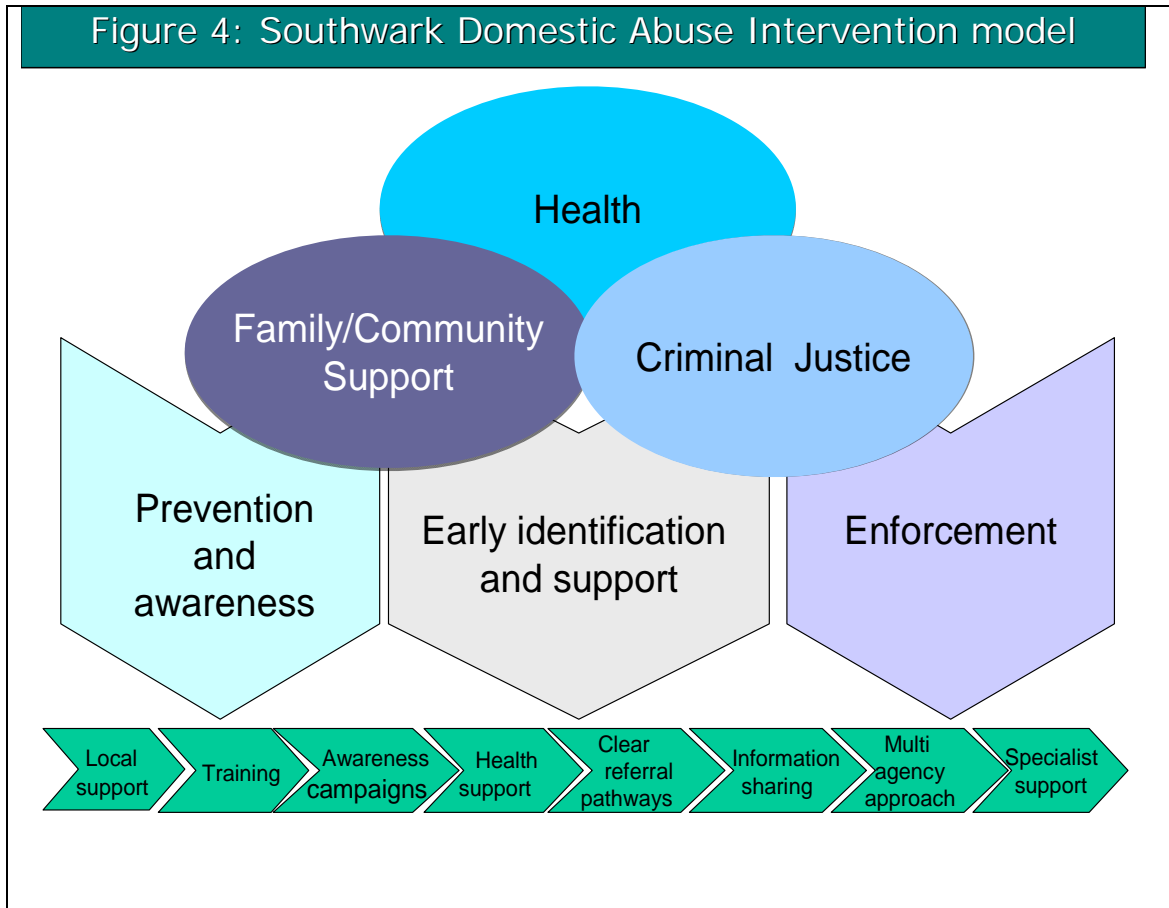 Figure 4: Southwark Domestic Abuse Intervention model
Health
Family/Community
Support
Criminal Justice
Prevention
and
awareness
Early identification
and support
Enforcement
Local
support
Training
Awareness
campaigns
Health
support
Clear
referral
pathways
Information
sharing
Multi
agency
approach
Specialist
support